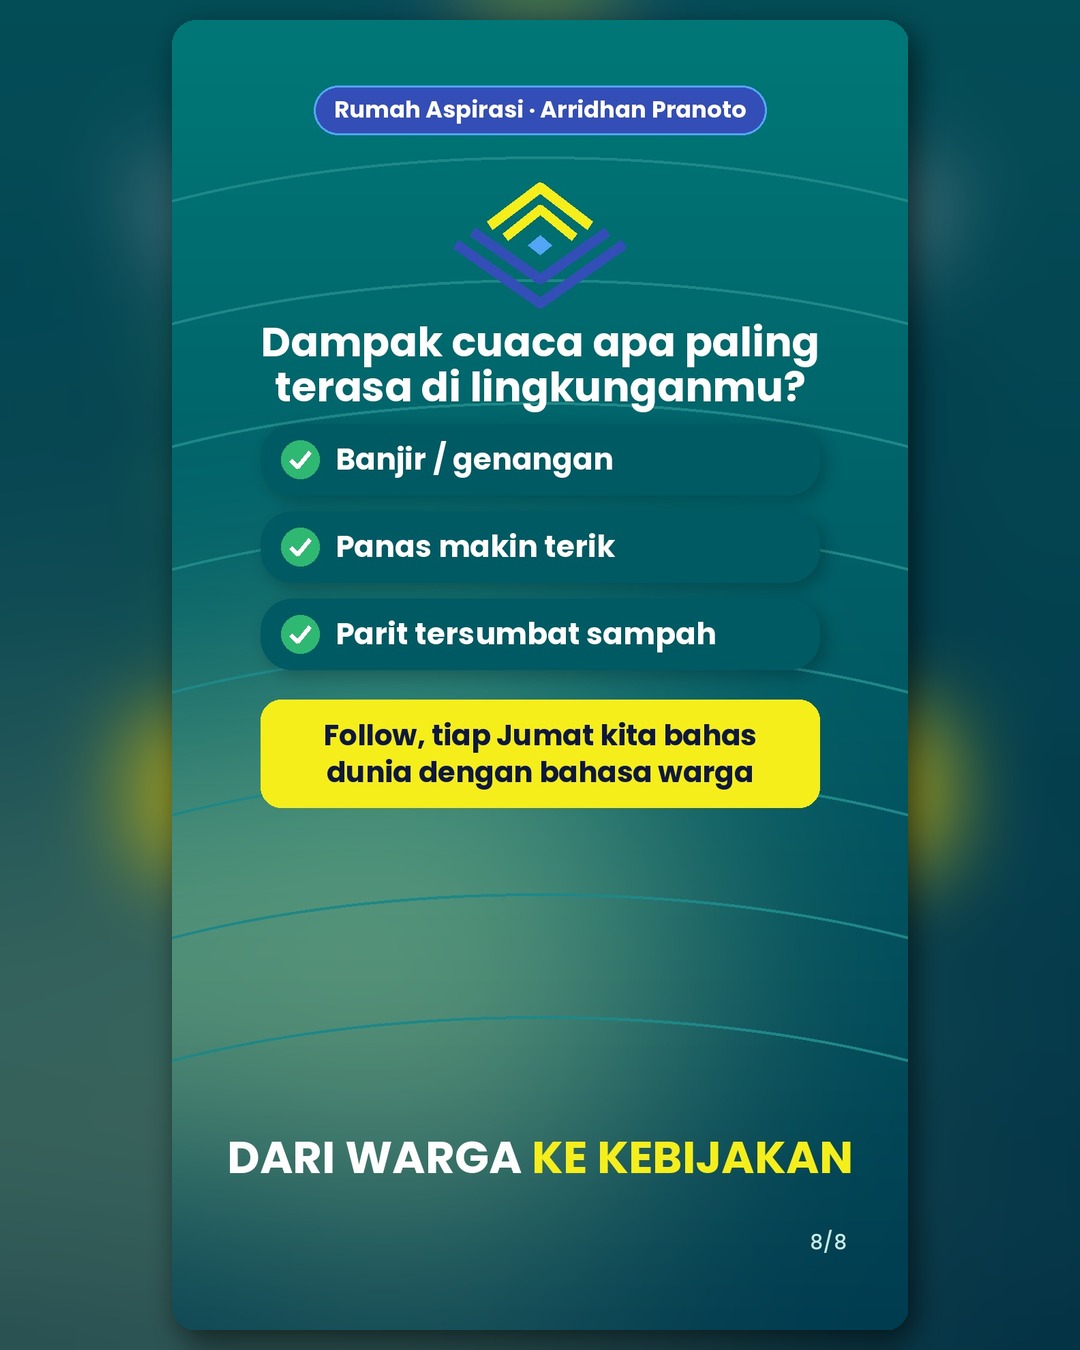 Rumah Aspirasi · Arridhan Pranoto
Dampak cuaca apa paling
terasa di lingkunganmu?
Banjir / genangan
Panas makin terik
Parit tersumbat sampah
Follow, tiap Jumat kita bahas
dunia dengan bahasa warga
DARI WARGA KE KEBIJAKAN
8/8